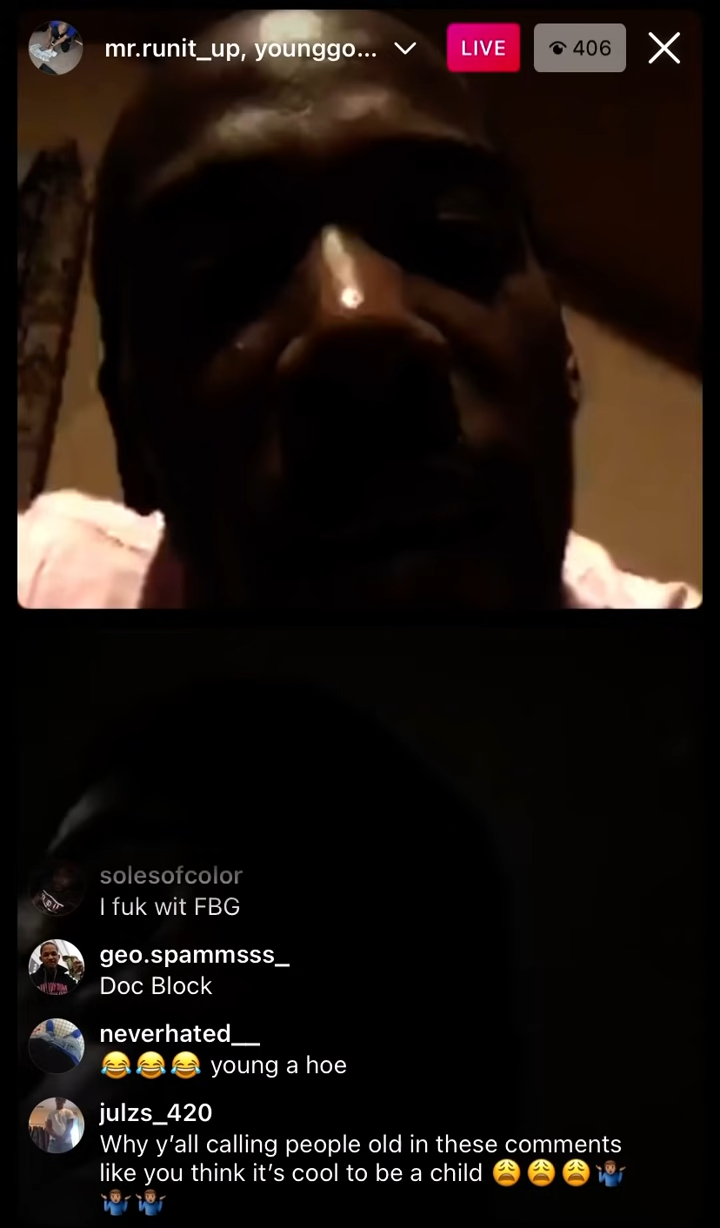 mr.runit_up, younggo...
LIVE
406
solesofcolor
I fuk wit FBG
geo.spammsss_
Doc Block
neverhated__
😂😂😂 young a hoe
julzs_420
Why y’all calling people old in these comments
like you think it’s cool to be a child 😩😩😩🤷🏽‍♂️
🤷🏽‍♂️🤷🏽‍♂️